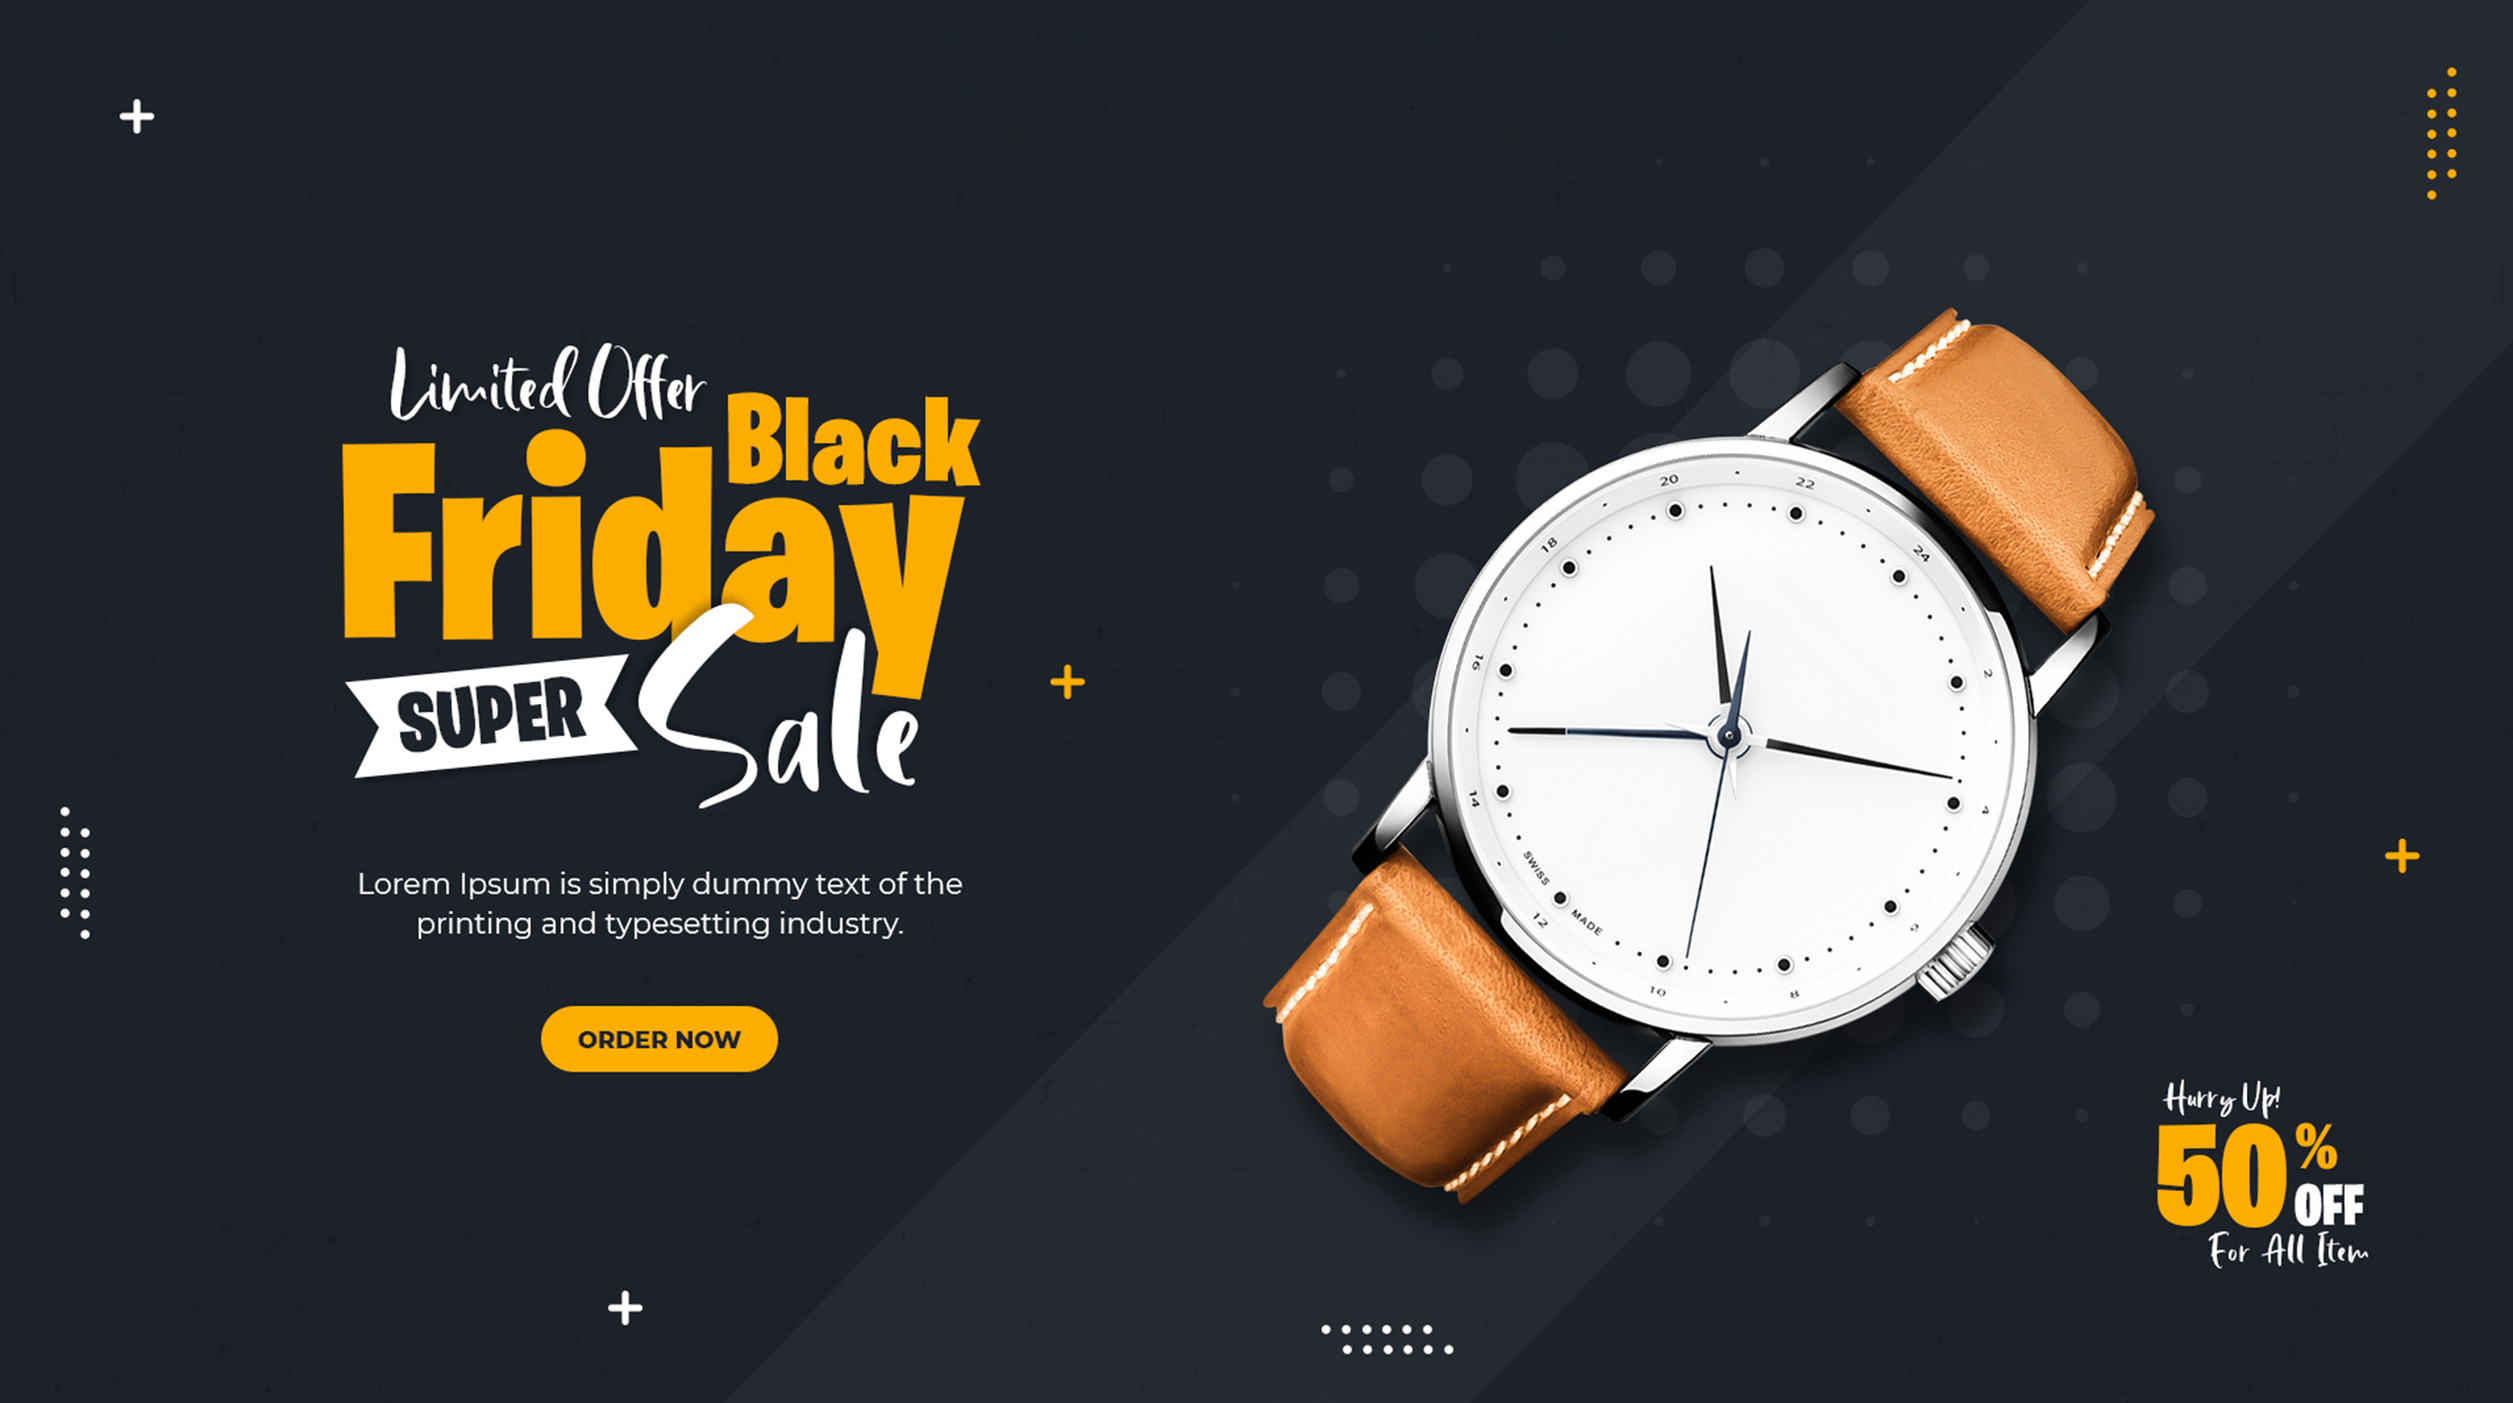 Limited Offer
Black
Friday
SUPER
Sale
Lorem Ipsum is simply dummy text of the
printing and typesetting industry.
ORDER NOW
20
22
18
24
16
2
14
4
SWISS
MADE
12
6
10
8
Hurry Up!
50%
OFF
For All Item